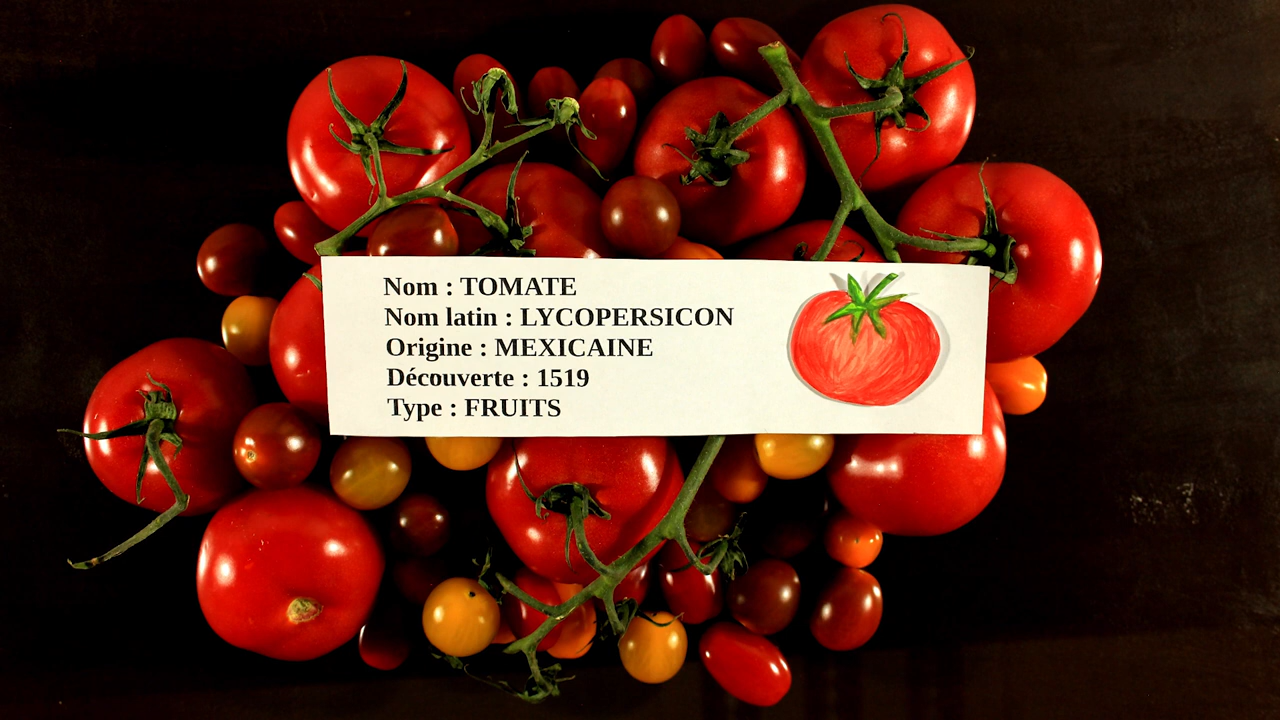 Nom : TOMATE
Nom latin : LYCOPERSICON
Origine : MEXICAINE
Découverte : 1519
Type : FRUITS